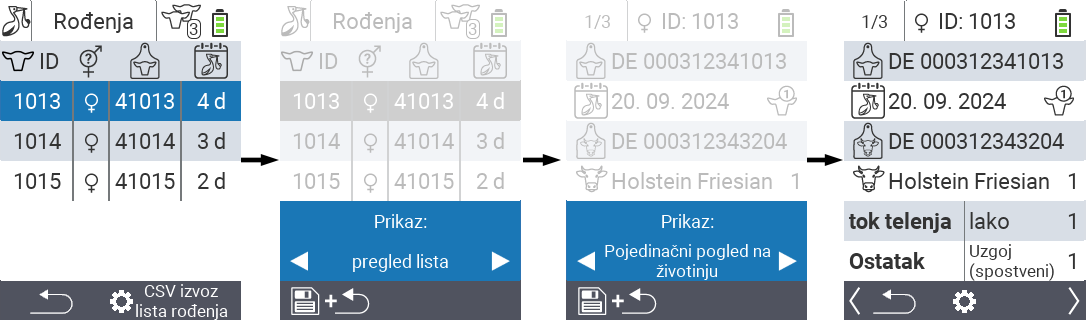 Rođenja
3
ID
1013 41013 4 d
1014 41014 3 d
1015 41015 2 d
CSV izvoz
lista rođenja
Rođenja
3
ID
1013 41013 4 d
1014 41014 3 d
1015 41015 2 d
Prikaz:
pregled lista
+
1/3 ID: 1013
DE 000312341013
20. 09. 2024 1
DE 000312343204
Holstein Friesian 1
Prikaz:
Pojedinačni pogled na
životinju
+
1/3 ID: 1013
DE 000312341013
20. 09. 2024 1
DE 000312343204
Holstein Friesian 1
tok telenja lako 1
Ostatak Uzgoj
(spostveni) 1